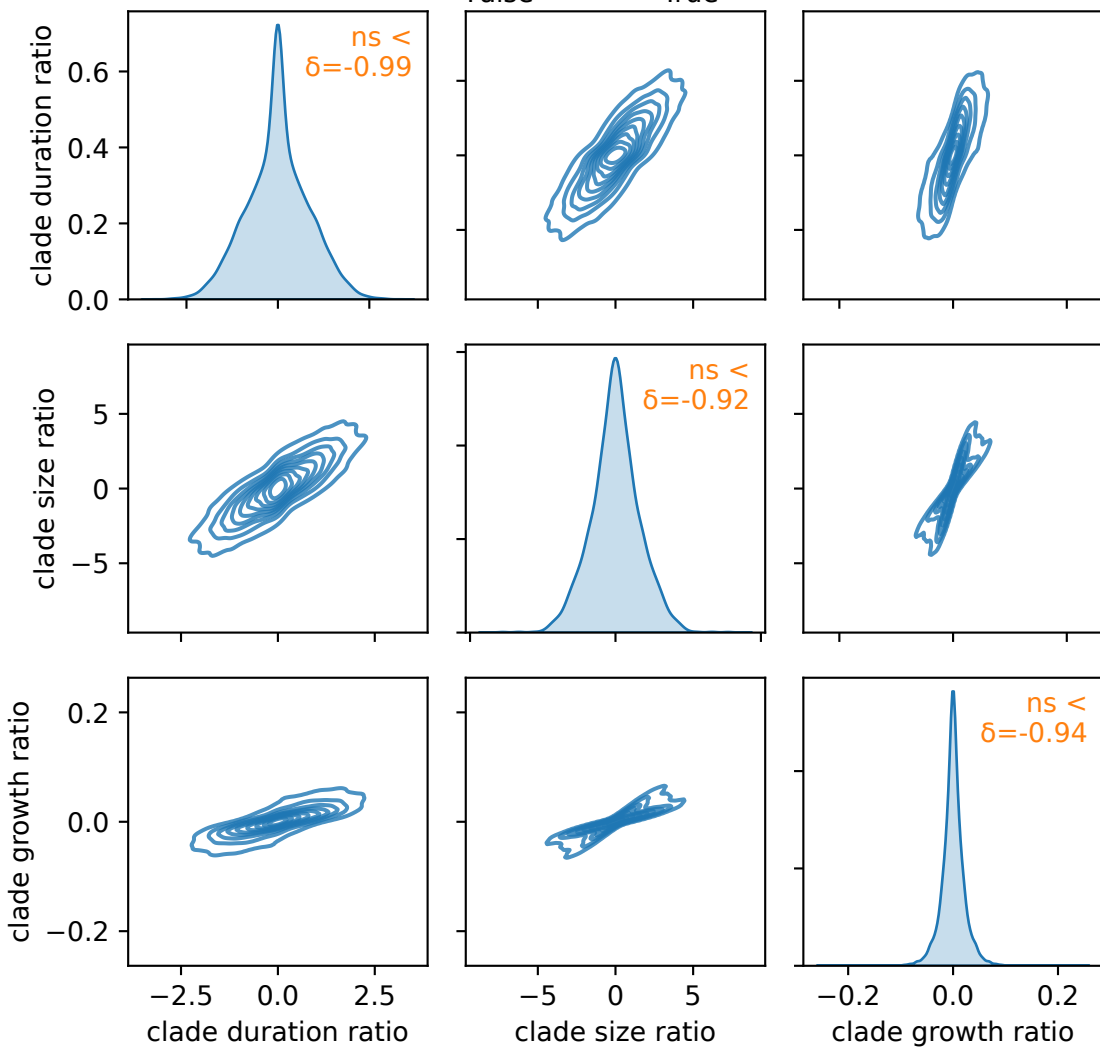 clade duration ratio
0.6
0.4
0.2
0.0
ns <
δ=-0.99
clade size ratio
5
0
−5
ns <
δ=-0.92
clade growth ratio
0.2
0.0
−0.2
ns <
δ=-0.94
−2.5 0.0 2.5
−5 0 5
−0.2 0.0 0.2
clade duration ratio
clade size ratio
clade growth ratio